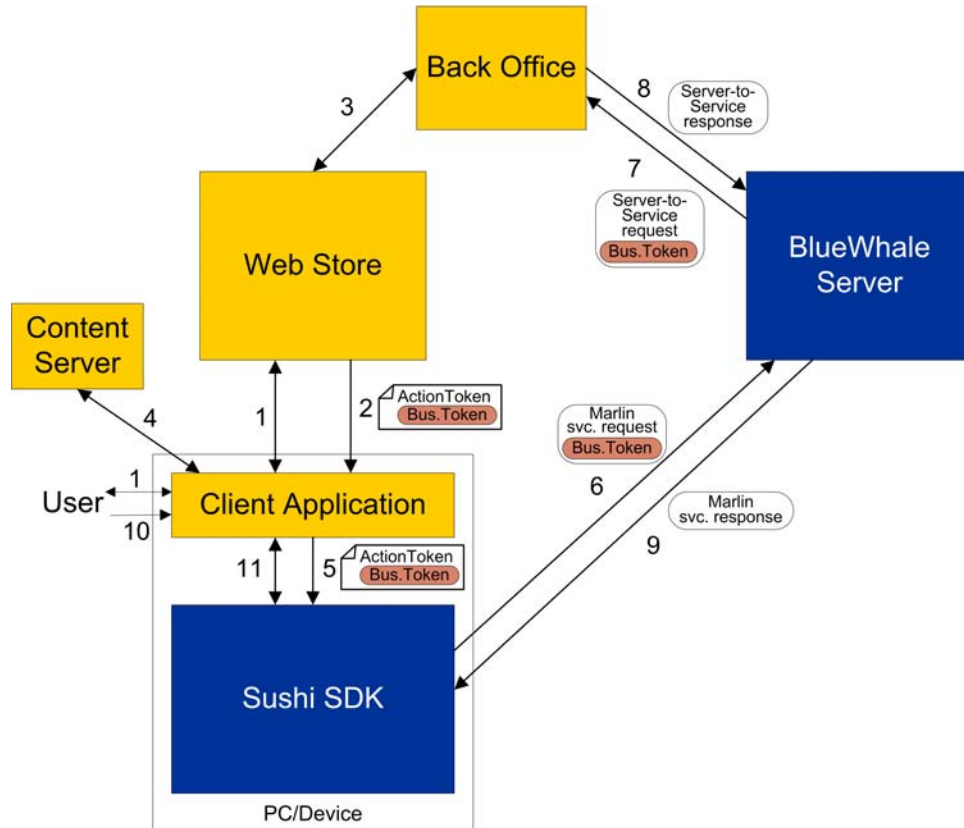 Back Office
3
8
Server-to-
Service
response
7
Server-to-
Service
request
Bus.Token
Web Store
BlueWhale
Server
Content
Server
4
1
2
ActionToken
Bus.Token
Marlin
svc. request
Bus.Token
6
Marlin
svc. response
9
User
1
10
Client Application
11
5
ActionToken
Bus.Token
Sushi SDK
PC/Device